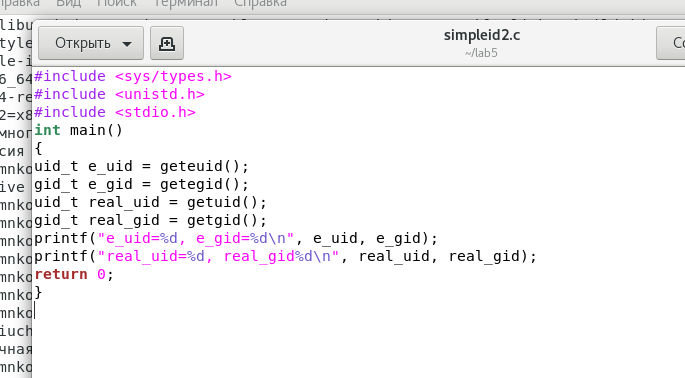 Вид Поиск Терминал Справка
Открыть
simpleid2.c
~/lab5
#include <sys/types.h>
#include <unistd.h>
#include <stdio.h>
int main()
{
uid_t e_uid = geteuid();
gid_t e_gid = getegid();
uid_t real_uid = getuid();
gid_t real_gid = getgid();
printf("e_uid=%d, e_gid=%d\n", e_uid, e_gid);
printf("real_uid=%d, real_gid%d\n", real_uid, real_gid);
return 0;
}